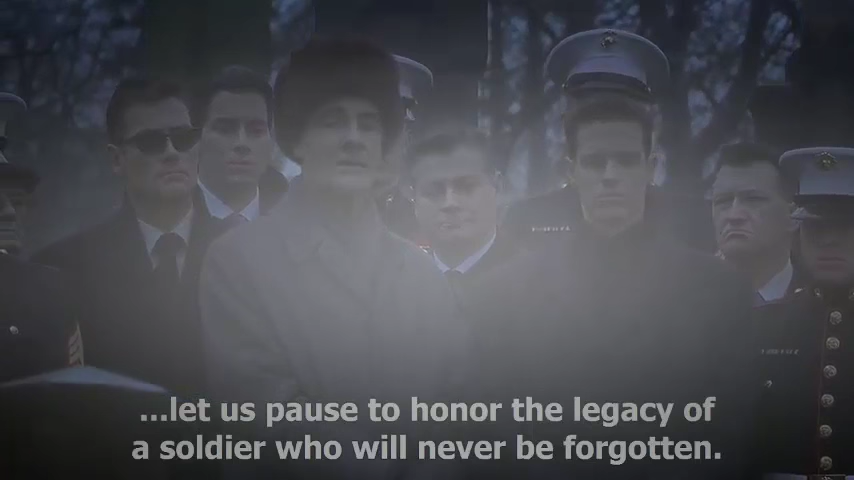 ...let us pause to honor the legacy of
a soldier who will never be forgotten.